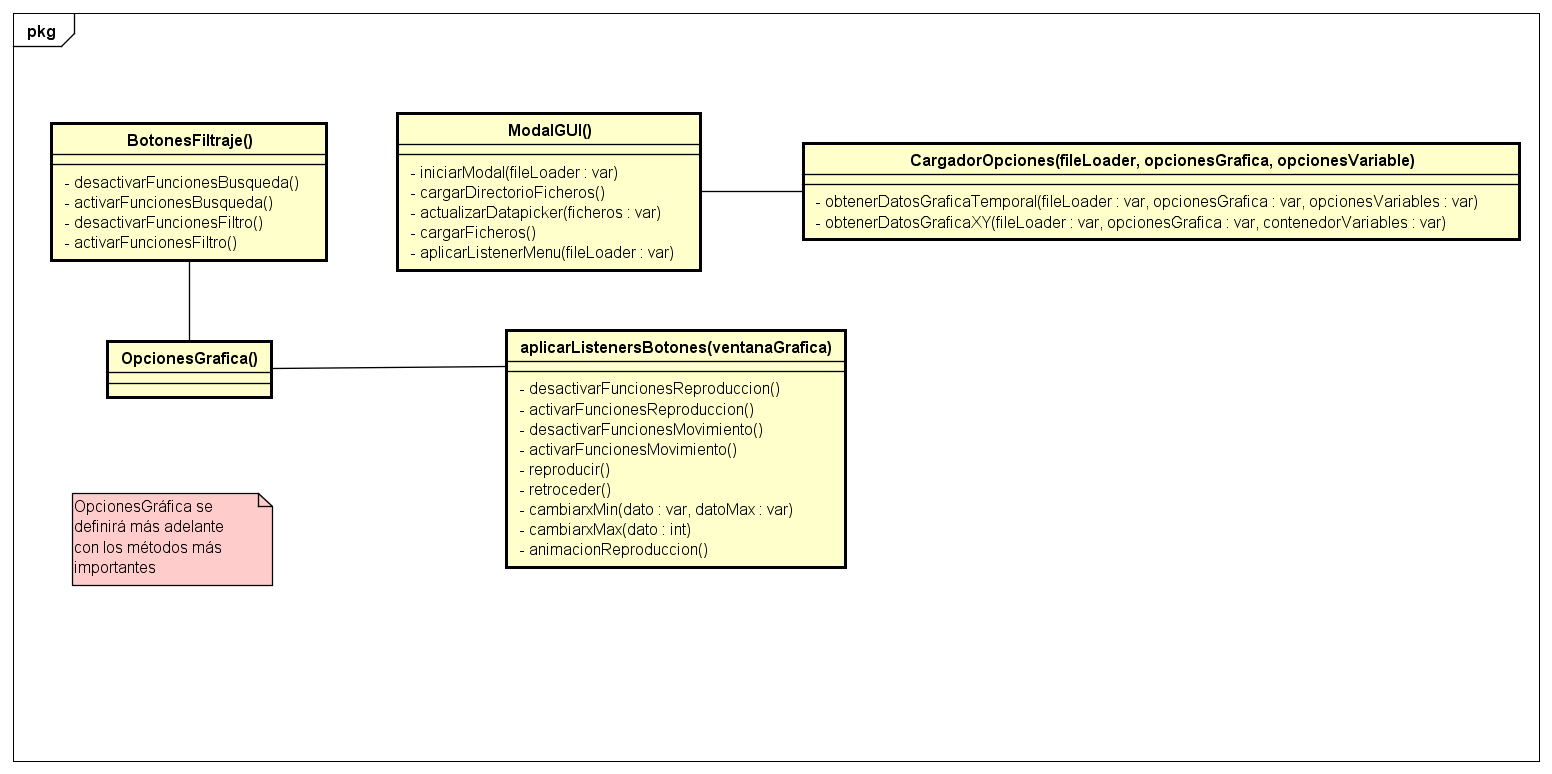 pkg
BotonesFiltraje()
- desactivarFuncionesBusqueda()
- activarFuncionesBusqueda()
- desactivarFuncionesFiltro()
- activarFuncionesFiltro()
ModalGUI()
- iniciarModal(fileLoader : var)
- cargarDirectorioFicheros()
- actualizarDatapicker(ficheros : var)
- cargarFicheros()
- aplicarListenerMenu(fileLoader : var)
CargadorOpciones(fileLoader, opcionesGrafica, opcionesVariable)
- obtenerDatosGraficaTemporal(fileLoader : var, opcionesGrafica : var, opcionesVariables : var)
- obtenerDatosGraficaXY(fileLoader : var, opcionesGrafica : var, contenedorVariables : var)
OpcionesGrafica()
aplicarListenersBotones(ventanaGrafica)
- desactivarFuncionesReproduccion()
- activarFuncionesReproduccion()
- desactivarFuncionesMovimiento()
- activarFuncionesMovimiento()
- reproducir()
- retroceder()
- cambiarxMin(dato : var, datoMax : var)
- cambiarxMax(dato : int)
- animacionReproduccion()
OpcionesGráfica se
definirá más adelante
con los métodos más
importantes